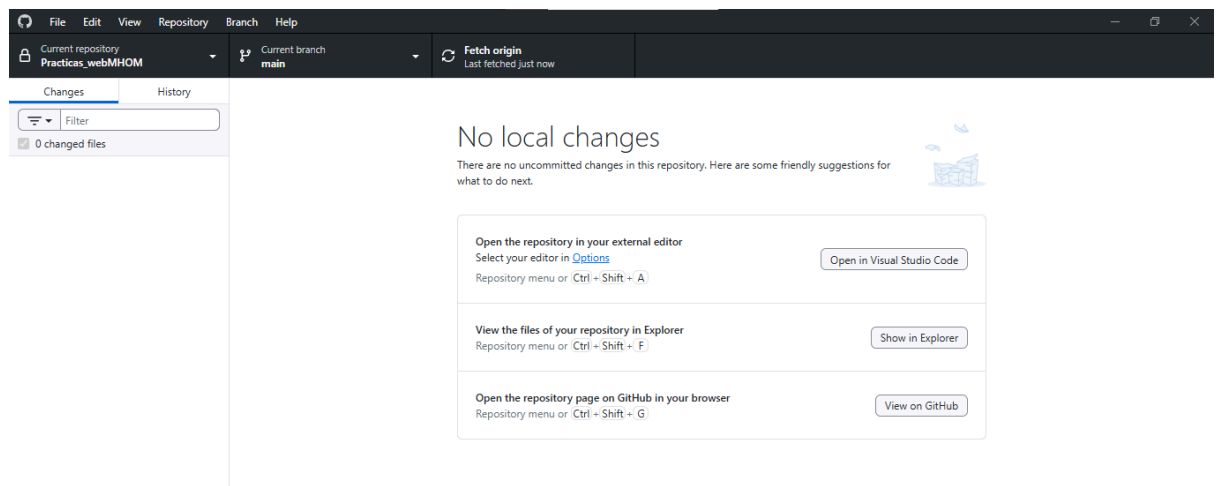 File Edit View Repository Branch Help
Current repository
Practicas_webMHOM
Current branch
main
Fetch origin
Last fetched just now
Changes History
Filter
0 changed files
No local changes
There are no uncommitted changes in this repository. Here are some friendly suggestions for
what to do next.
Open the repository in your external editor
Select your editor in Options
Repository menu or Ctrl + Shift + A
Open in Visual Studio Code
View the files of your repository in Explorer
Repository menu or Ctrl + Shift + F
Show in Explorer
Open the repository page on GitHub in your browser
Repository menu or Ctrl + Shift + G
View on GitHub